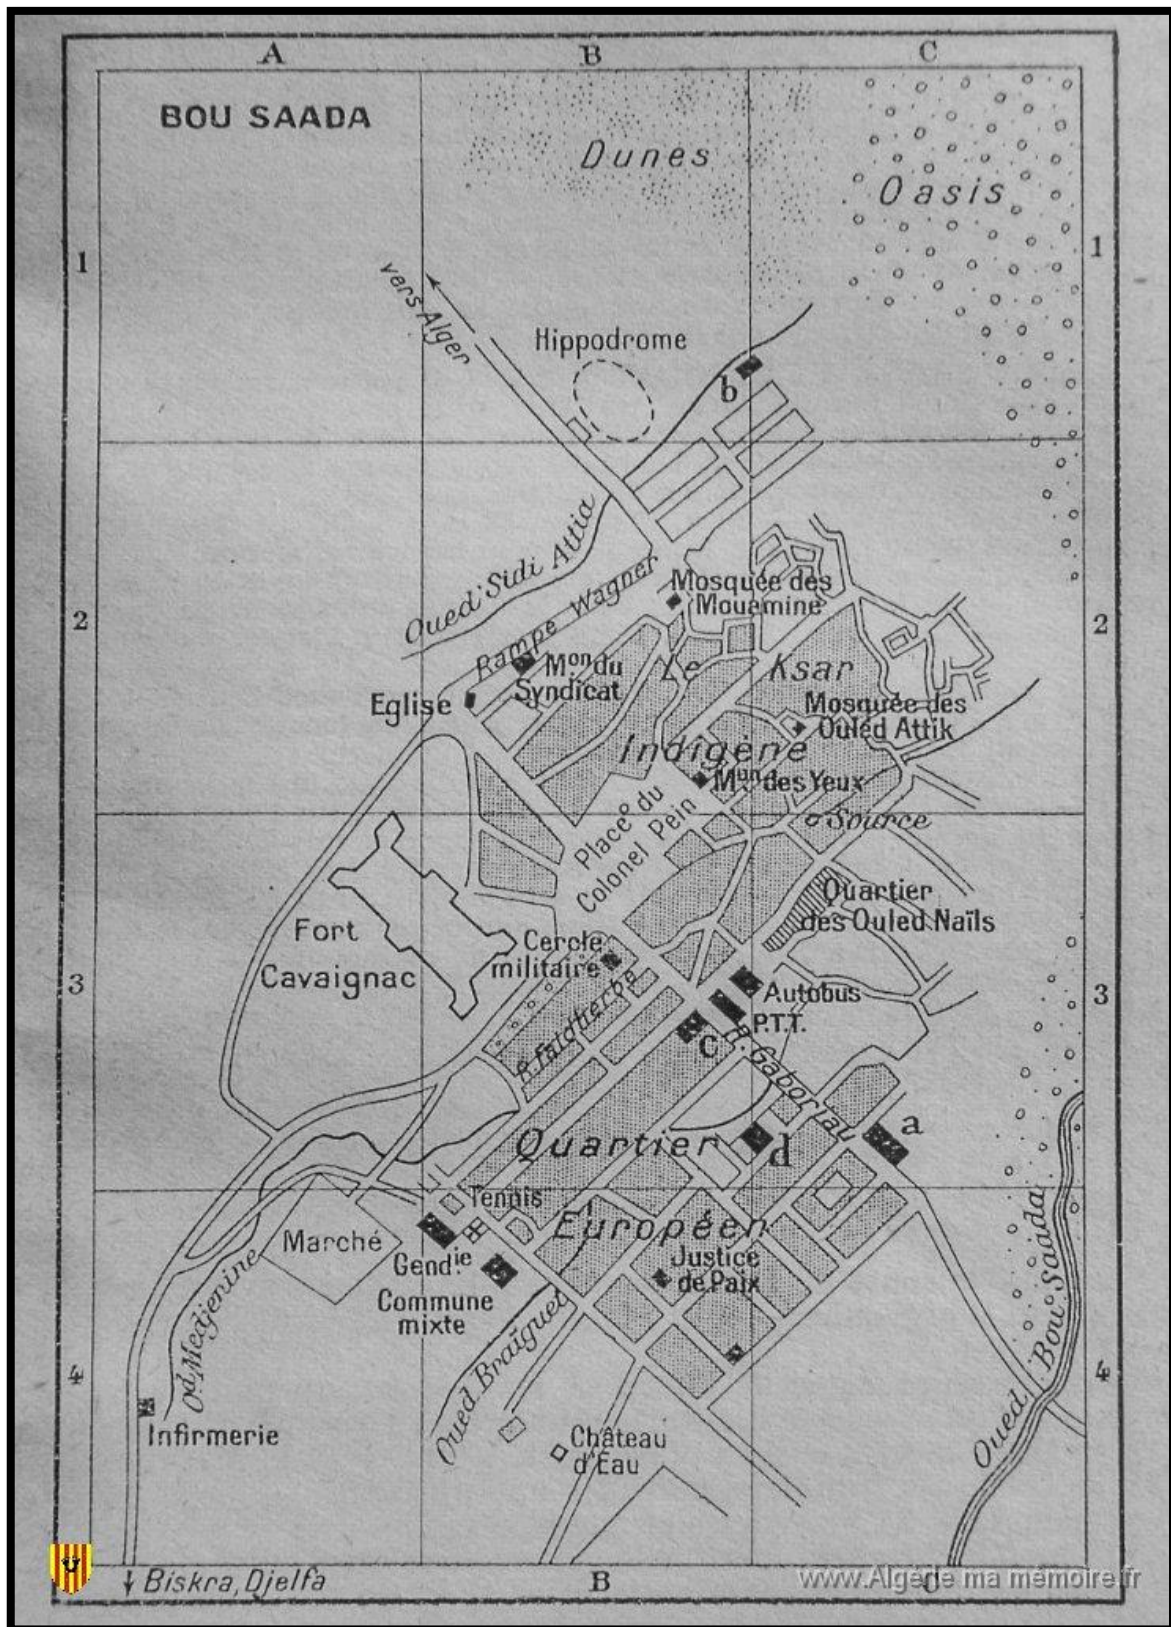 A B C
BOU SAADA
Dunes
Oasis
1
1
vers Alger
Hippodrome
b
Oued Sidi Attia
Rampe Wagner
Mosquée des
Mouamine
2
2
Mon du
Syndicat
Eglise
Le Ksar
Indigène
Mosquée des
Ouled Attik
Mon des Yeux
Place du
Colonel Pein
Source
Quartier
des Ouled Naïls
Fort
Cavaignac
Cercle
militaire
3
3
R. Faidherbe
Autobus
P.T.T.
c
R. Gaboriau
a
d
Quartier
Européen
Tennis
Marché
Gendie
Commune
mixte
Justice
de Paix
Od Medjerine
Oued Braïguet
Oued Bou Saada
4
4
Infirmerie
Château
d'Eau
Biskra, Djelfa
B
C
www.Algérie ma mémoire.fr